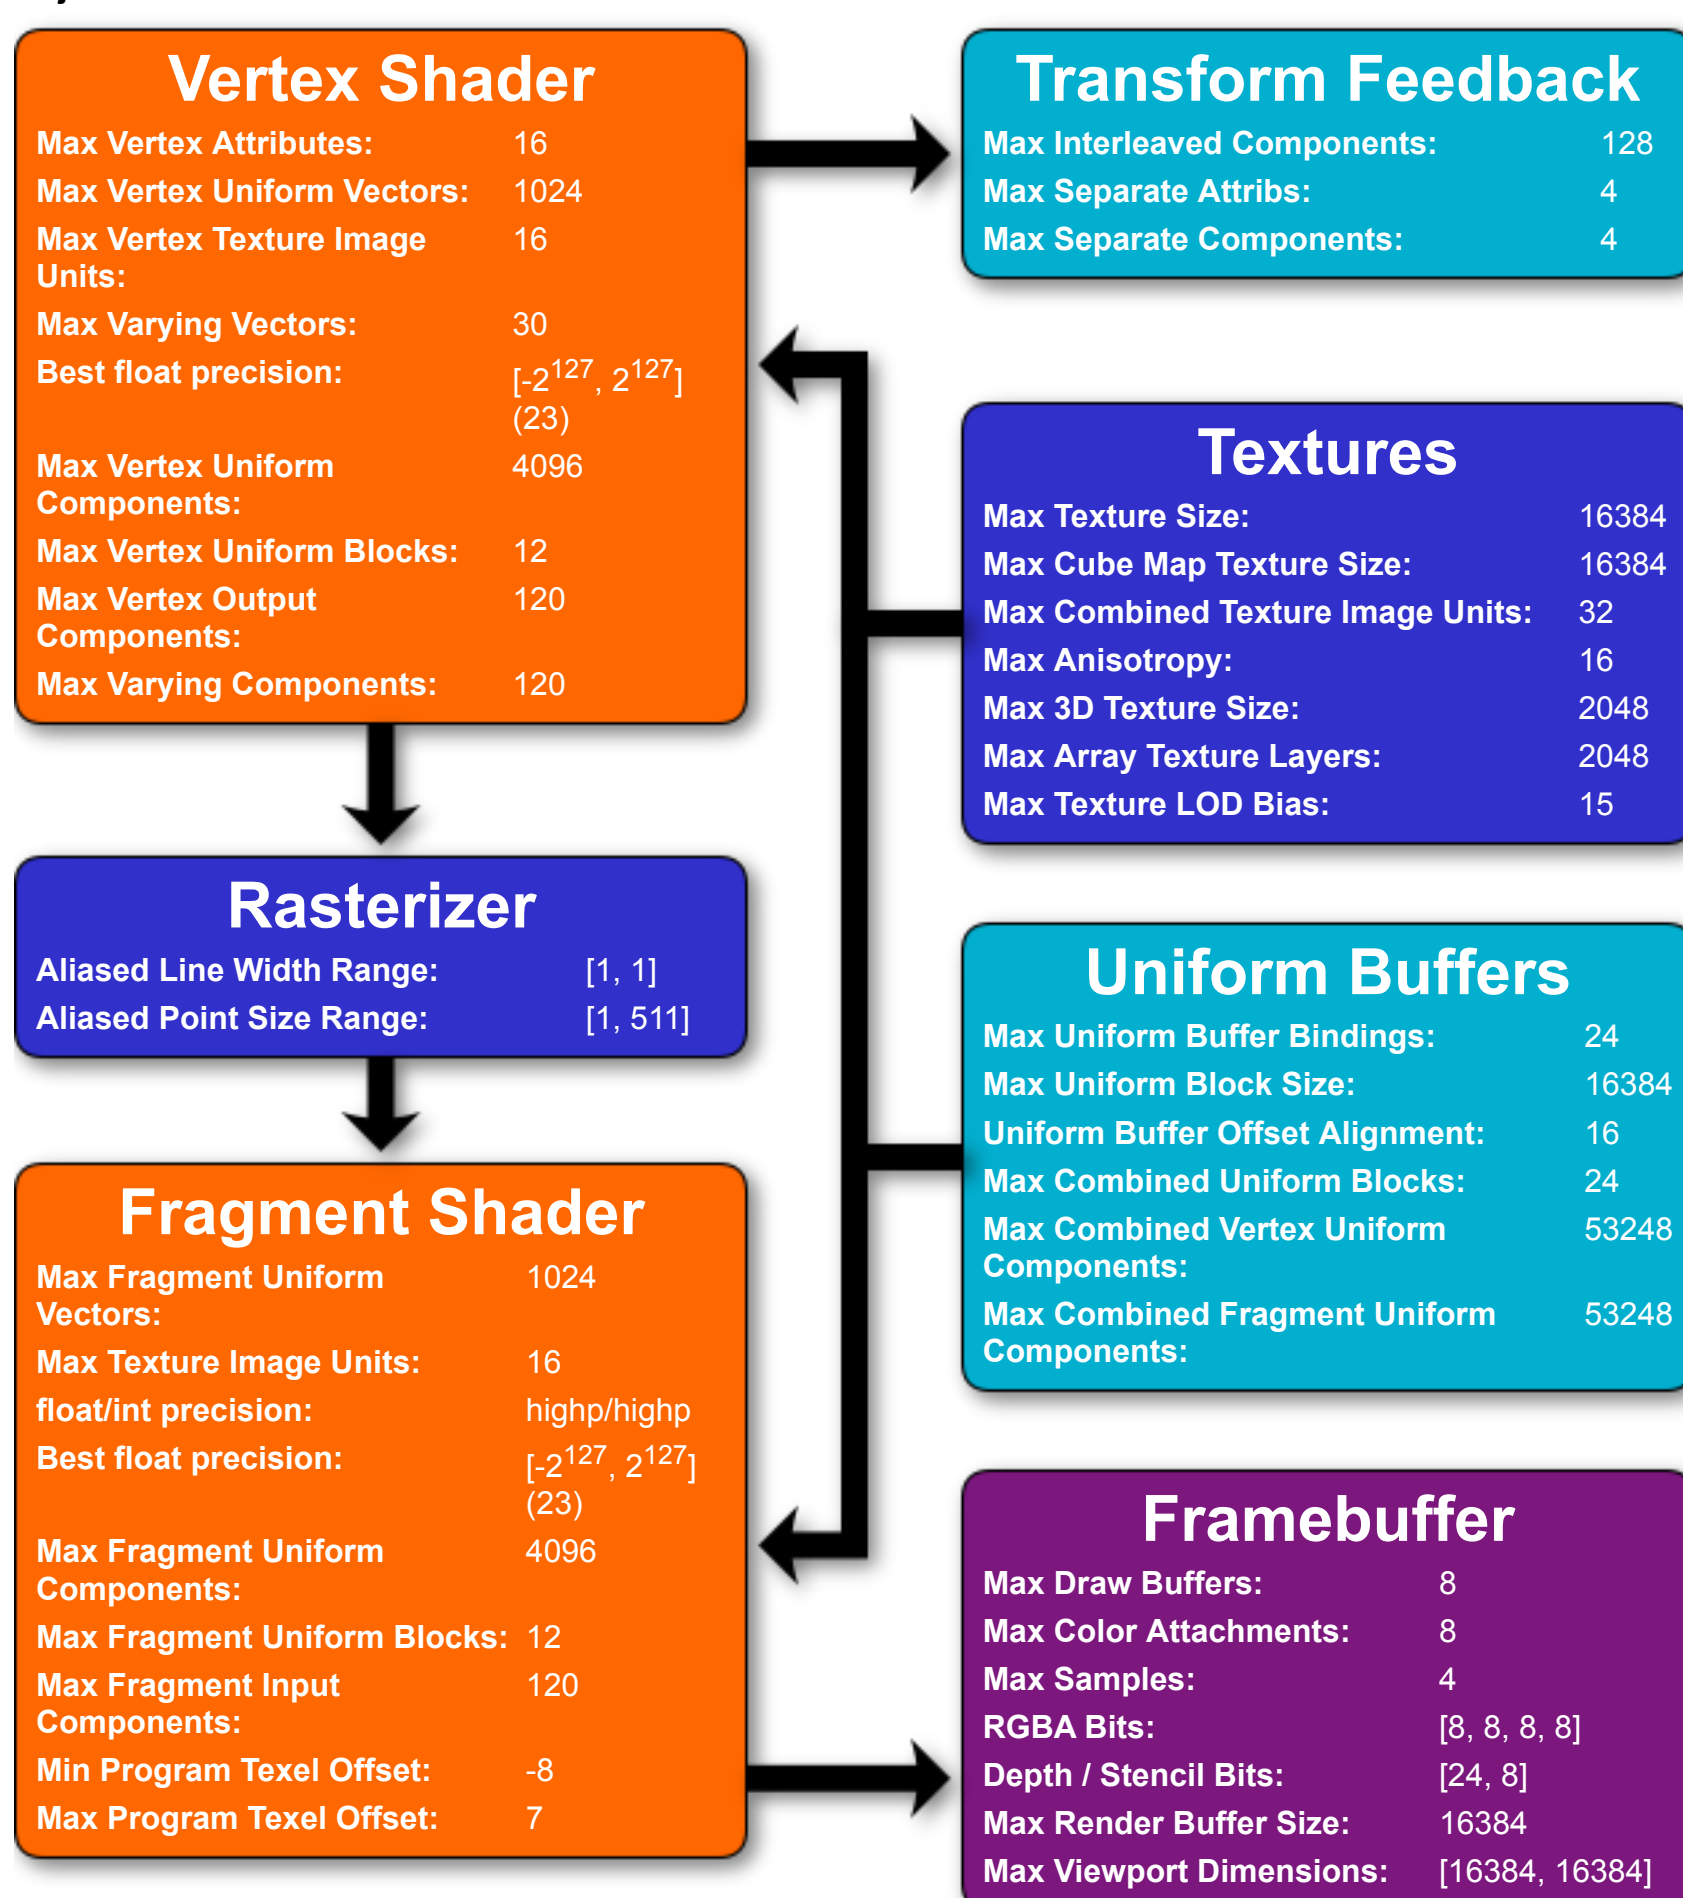 Vertex Shader
Max Vertex Attributes: 16
Max Vertex Uniform Vectors: 1024
Max Vertex Texture Image 16
Units:
Max Varying Vectors: 30
Best float precision: [-2^127, 2^127]
(23)
Max Vertex Uniform 4096
Components:
Max Vertex Uniform Blocks: 12
Max Vertex Output 120
Components:
Max Varying Components: 120
Transform Feedback
Max Interleaved Components: 128
Max Separate Attribs: 4
Max Separate Components: 4
Textures
Max Texture Size: 16384
Max Cube Map Texture Size: 16384
Max Combined Texture Image Units: 32
Max Anisotropy: 16
Max 3D Texture Size: 2048
Max Array Texture Layers: 2048
Max Texture LOD Bias: 15
Rasterizer
Aliased Line Width Range: [1, 1]
Aliased Point Size Range: [1, 511]
Uniform Buffers
Max Uniform Buffer Bindings: 24
Max Uniform Block Size: 16384
Uniform Buffer Offset Alignment: 16
Max Combined Uniform Blocks: 24
Max Combined Vertex Uniform 53248
Components:
Max Combined Fragment Uniform 53248
Components:
Fragment Shader
Max Fragment Uniform 1024
Vectors:
Max Texture Image Units: 16
float/int precision: highp/highp
Best float precision: [-2^127, 2^127]
(23)
Max Fragment Uniform 4096
Components:
Max Fragment Uniform Blocks: 12
Max Fragment Input 120
Components:
Min Program Texel Offset: -8
Max Program Texel Offset: 7
Framebuffer
Max Draw Buffers: 8
Max Color Attachments: 8
Max Samples: 4
RGBA Bits: [8, 8, 8, 8]
Depth / Stencil Bits: [24, 8]
Max Render Buffer Size: 16384
Max Viewport Dimensions: [16384, 16384]